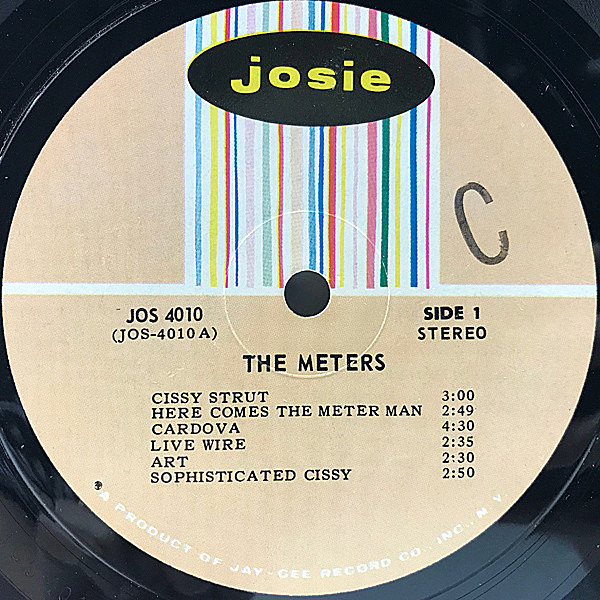 josie
C
JOS 4010
SIDE 1
(JOS-4010A)
STEREO
THE METERS
CISSY STRUT 3:00
HERE COMES THE METER MAN 2:49
CARDOVA 4:30
LIVE WIRE 2:35
ART 2:30
SOPHISTICATED CISSY 2:50
A PRODUCT OF JAY-GEE RECORD CO., INC., N.Y.